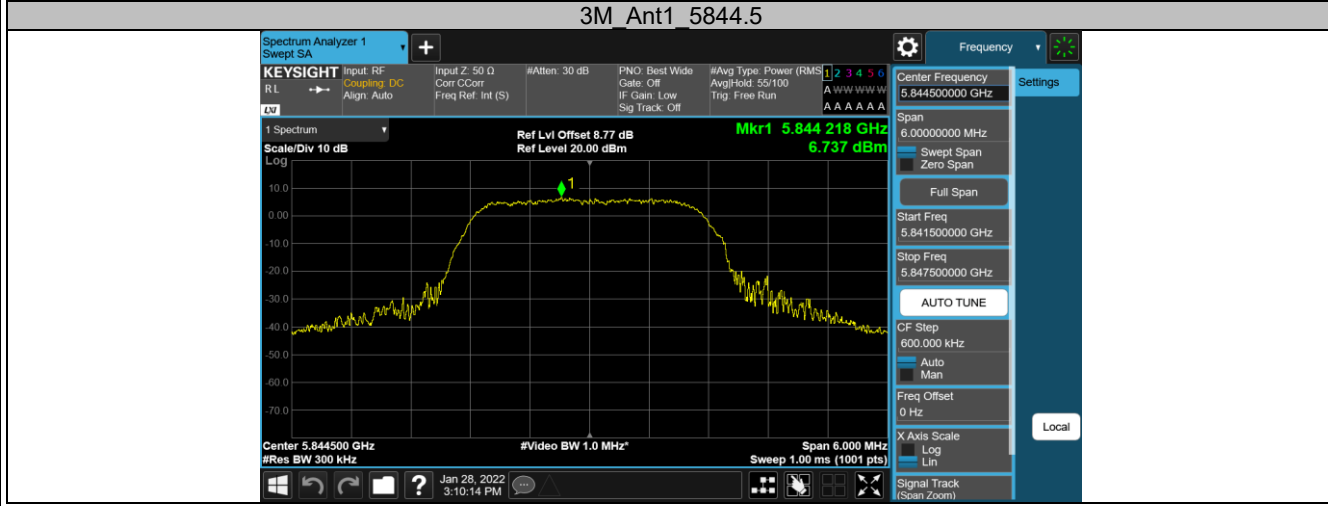 3M_Ant1_5844.5
Spectrum Analyzer 1
Swept SA
+
Frequency
KEYSIGHT
RL
LXI
Input: RF
Coupling: DC
Align: Auto
Input Z: 50 Ω
Corr CCorr
Freq Ref: Int (S)
#Atten: 30 dB
PNO: Best Wide
Gate: Off
IF Gain: Low
Sig Track: Off
#Avg Type: Power (RMS
Avg|Hold: 55/100
Trig: Free Run
1 2 3 4 5 6
A W W W W W
A A A A A A
1 Spectrum
Scale/Div 10 dB
Log
Ref Lvl Offset 8.77 dB
Ref Level 20.00 dBm
Mkr1 5.844 218 GHz
6.737 dBm
1
10.0
0.00
-10.0
-20.0
-30.0
-40.0
-50.0
-60.0
-70.0
Center 5.844500 GHz
#Res BW 300 kHz
#Video BW 1.0 MHz*
Span 6.000 MHz
Sweep 1.00 ms (1001 pts)
Center Frequency
5.844500000 GHz
Settings
Span
6.00000000 MHz
Swept Span
Zero Span
Full Span
Start Freq
5.841500000 GHz
Stop Freq
5.847500000 GHz
AUTO TUNE
CF Step
600.000 kHz
Auto
Man
Freq Offset
0 Hz
X Axis Scale
Log
Lin
Local
Signal Track
(Span Zoom)
?
Jan 28, 2022
3:10:14 PM